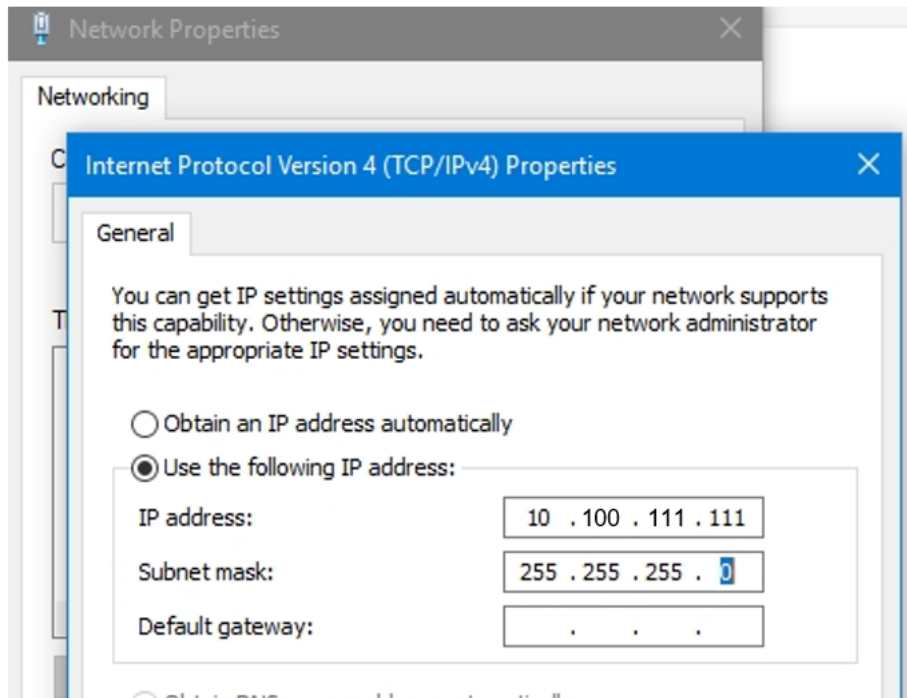 Network Properties
Networking
Internet Protocol Version 4 (TCP/IPv4) Properties
General
You can get IP settings assigned automatically if your network supports
this capability. Otherwise, you need to ask your network administrator
for the appropriate IP settings.
Obtain an IP address automatically
Use the following IP address:
IP address: 10 . 100 . 111 . 111
Subnet mask: 255 . 255 . 255 . 0
Default gateway: . . .